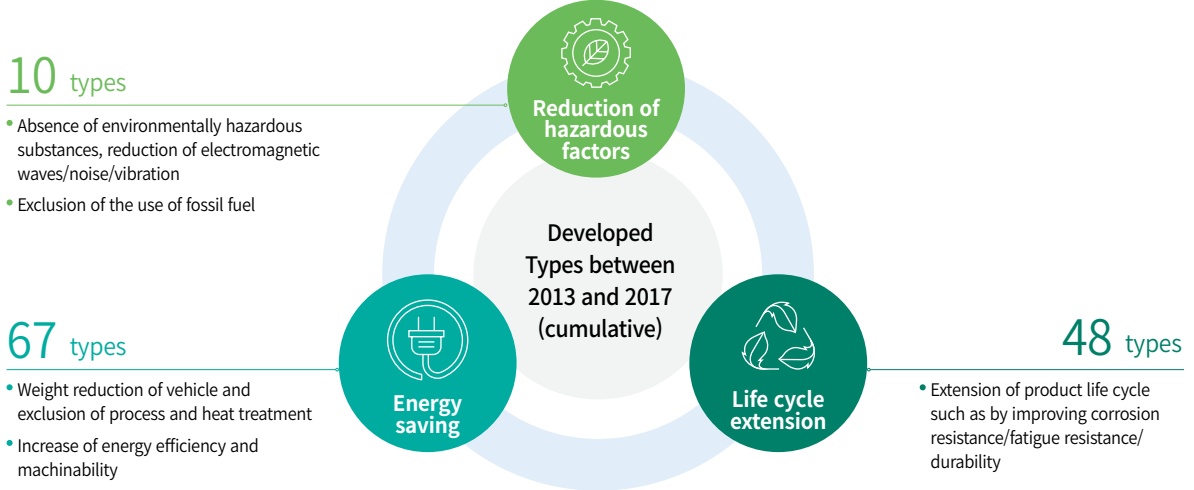 10 types
• Absence of environmentally hazardous
substances, reduction of electromagnetic
waves/noise/vibration
• Exclusion of the use of fossil fuel
Reduction of
hazardous
factors
Developed
Types between
2013 and 2017
(cumulative)
67 types
• Weight reduction of vehicle and
exclusion of process and heat treatment
• Increase of energy efficiency and
machinability
Energy
saving
Life cycle
extension
48 types
• Extension of product life cycle
such as by improving corrosion
resistance/fatigue resistance/
durability